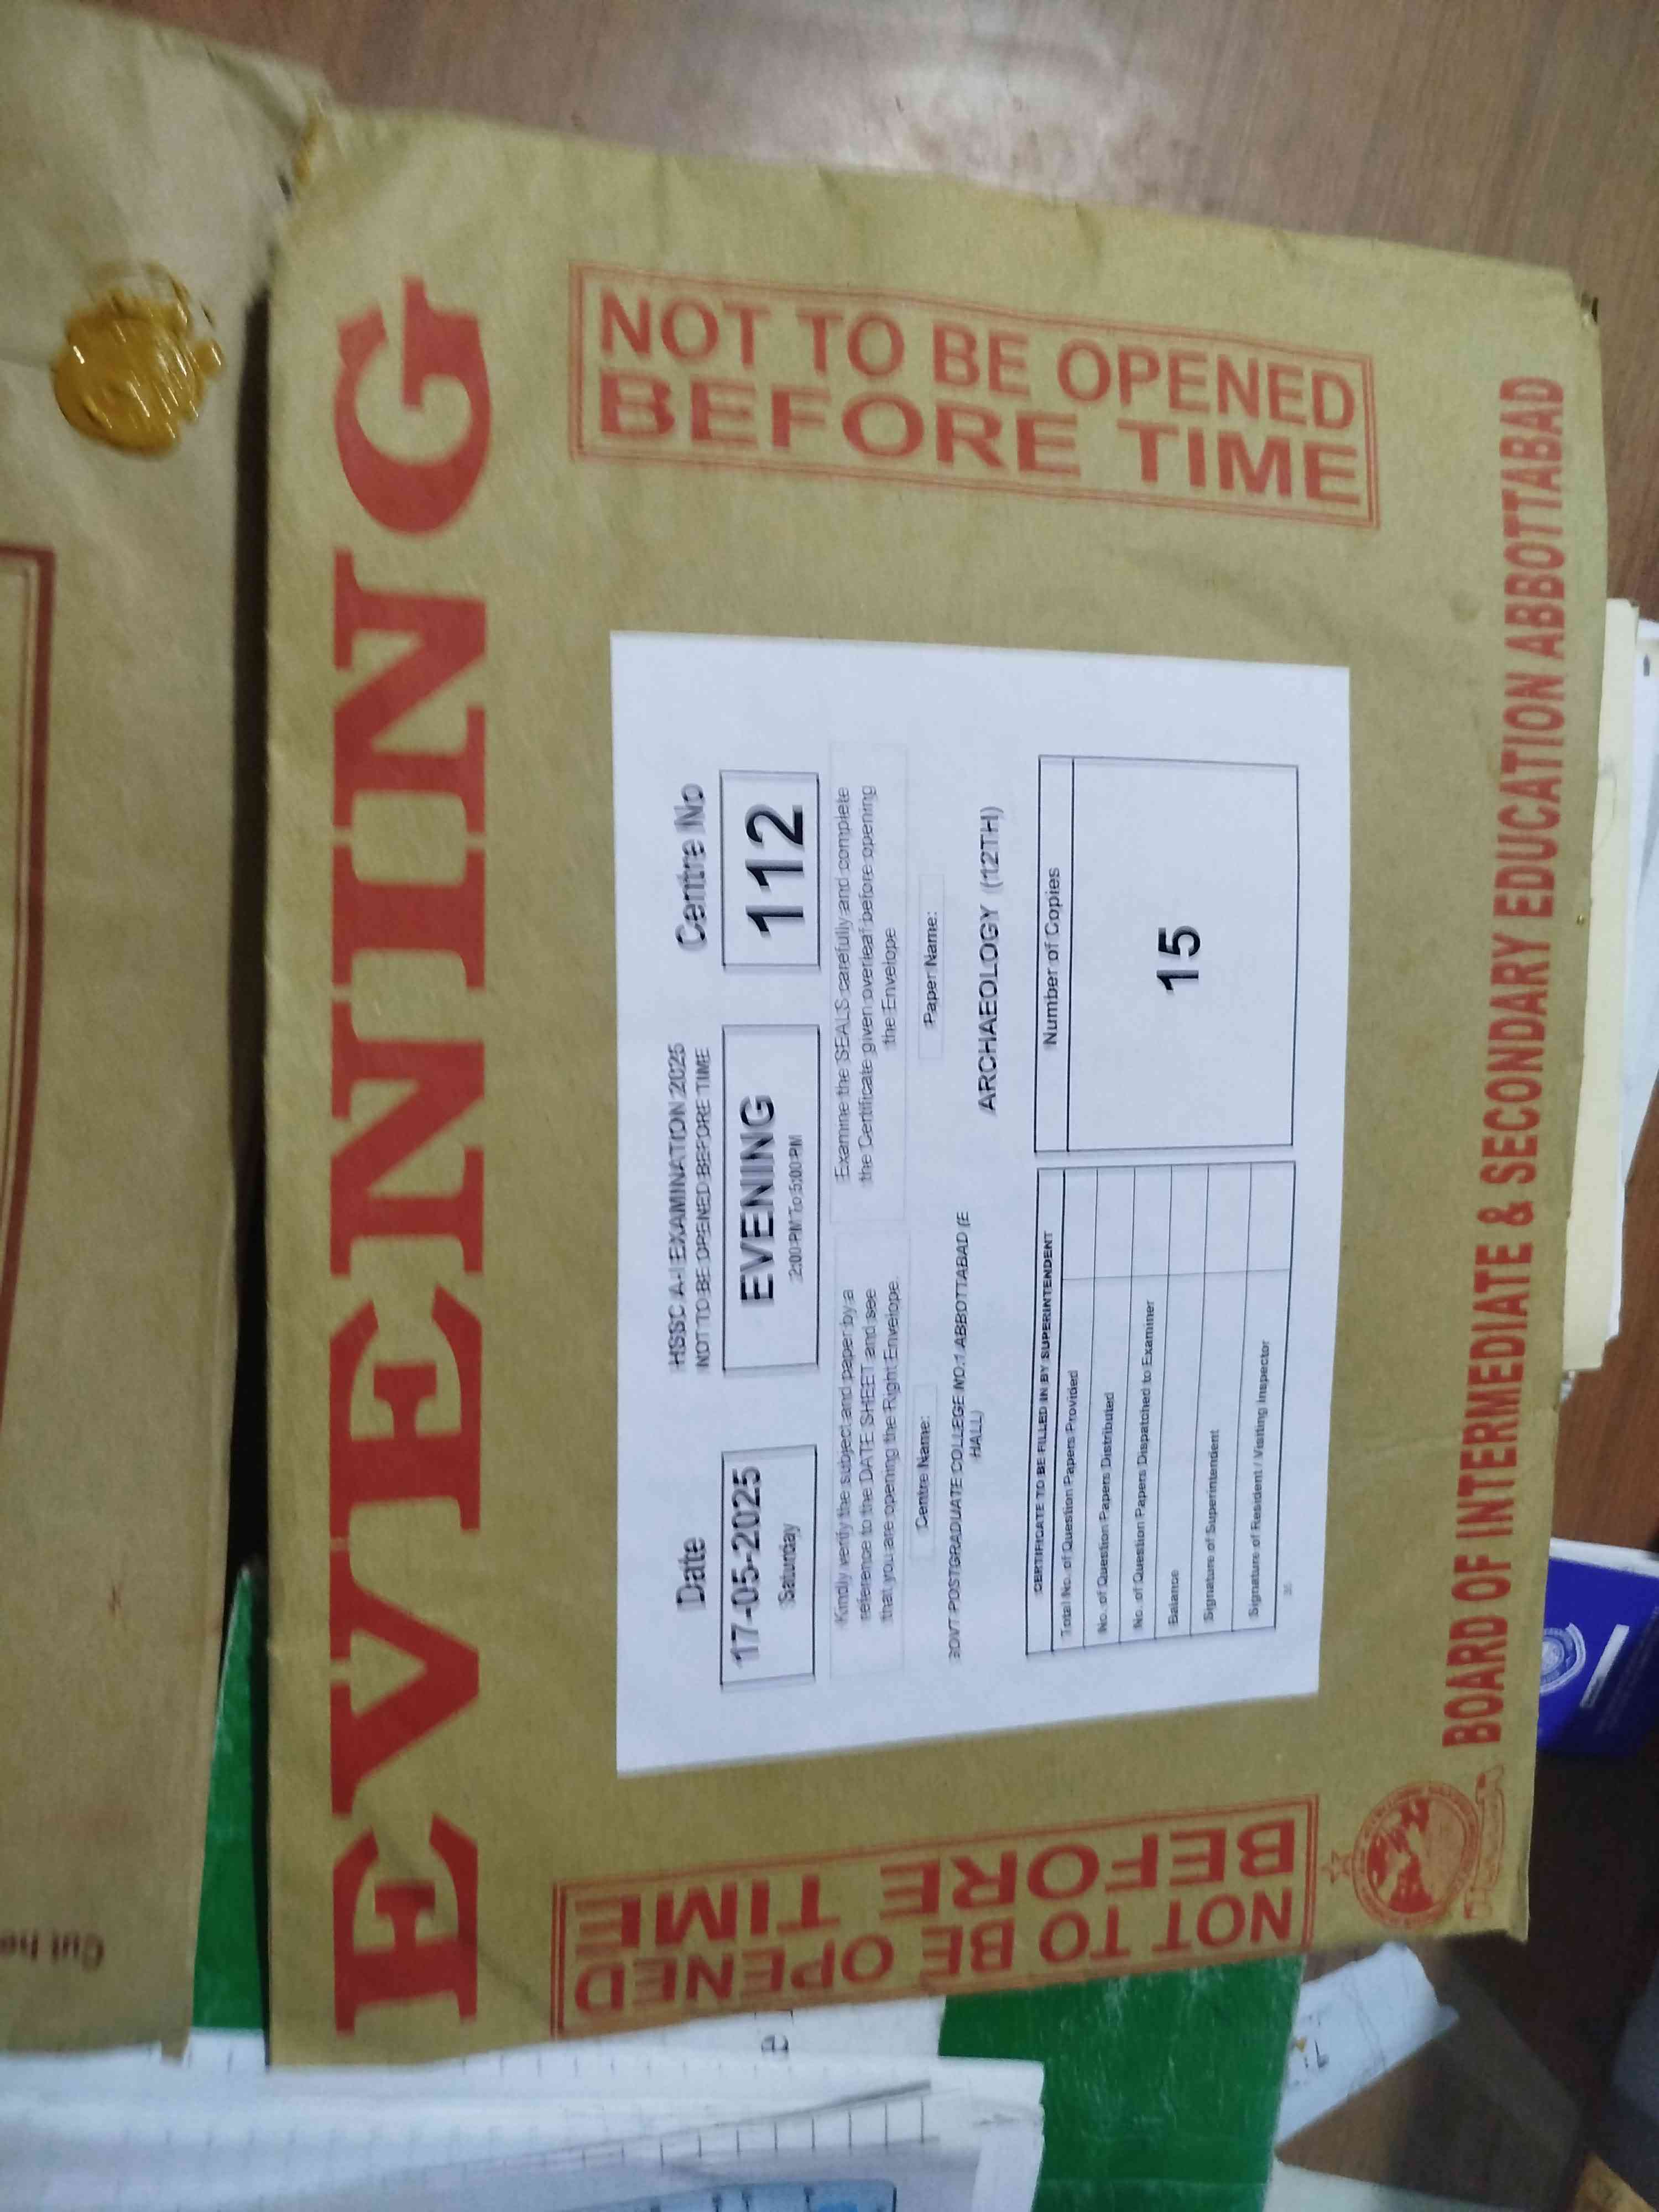 EVENING
NOT TO BE OPENED
BEFORE TIME
NOT TO BE OPENED
BEFORE TIME
Date
HSSC A-I EXAMINATION 2025
NOT TO BE OPENED BEFORE TIME
Centre No
17-05-2025
Saturday
EVENING
2:00 PM To 5:00 PM
112
Kindly verify the subject and paper by a
reference to the DATE SHEET and see
that you are opening the Right Envelope.
Examine the SEALS carefully and complete
the Certificate given overleaf before opening
the Envelope
Centre Name:
GOVT POSTGRADUATE COLLEGE NO.1 ABBOTTABAD (E
HALL)
Paper Name:
ARCHAEOLOGY (12TH)
CERTIFICATE TO BE FILLED IN BY SUPERINTENDENT
Total No. of Question Papers Provided
No. of Question Papers Distributed
No. of Question Papers Dispatched to Examiner
Balance
Signature of Superintendent
Signature of Resident / Visiting Inspector
Number of Copies
15
BOARD OF INTERMEDIATE & SECONDARY EDUCATION ABBOTTABAD
Cut